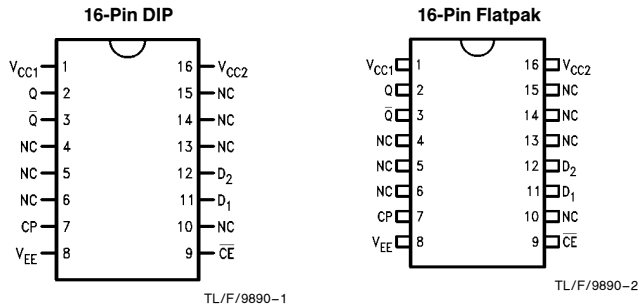 16-Pin DIP
V_CC1 1 16 V_CC2
Q 2 15 NC
Q̅ 3 14 NC
NC 4 13 NC
NC 5 12 D_2
NC 6 11 D_1
CP 7 10 NC
V_EE 8 9 C̅E̅
TL/F/9890–1
16-Pin Flatpak
V_CC1 1 16 V_CC2
Q 2 15 NC
Q̅ 3 14 NC
NC 4 13 NC
NC 5 12 D_2
NC 6 11 D_1
CP 7 10 NC
V_EE 8 9 C̅E̅
TL/F/9890–2